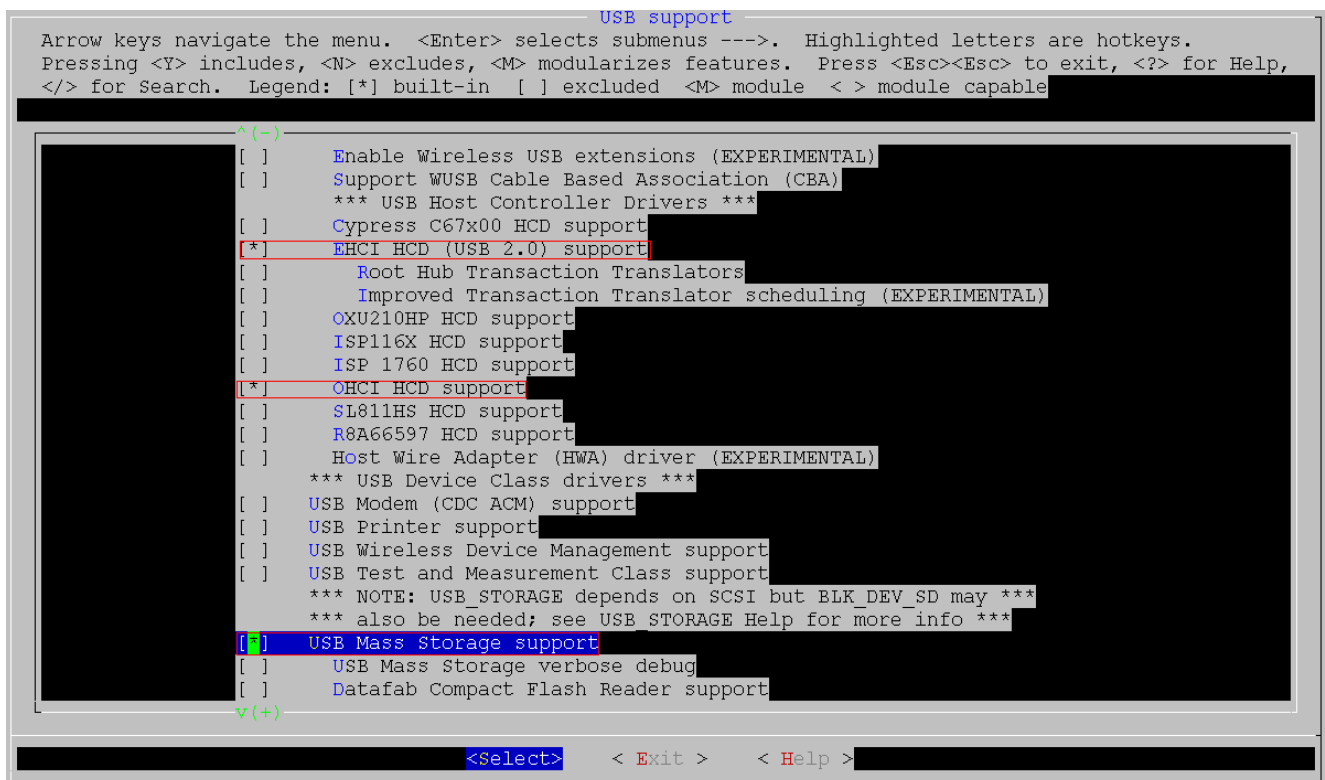 USB support
Arrow keys navigate the menu.  <Enter> selects submenus --->.  Highlighted letters are hotkeys.
Pressing <Y> includes, <N> excludes, <M> modularizes features.  Press <Esc><Esc> to exit, <?> for Help,
</> for Search.  Legend: [*] built-in  [ ] excluded  <M> module  < > module capable
^(-)
[ ]     Enable Wireless USB extensions (EXPERIMENTAL)
[ ]     Support WUSB Cable Based Association (CBA)
*** USB Host Controller Drivers ***
[ ]     Cypress C67x00 HCD support
[*]     EHCI HCD (USB 2.0) support
[ ]       Root Hub Transaction Translators
[ ]       Improved Transaction Translator scheduling (EXPERIMENTAL)
[ ]     OXU210HP HCD support
[ ]     ISP116X HCD support
[ ]     ISP 1760 HCD support
[*]     OHCI HCD support
[ ]     SL811HS HCD support
[ ]     R8A66597 HCD support
[ ]     Host Wire Adapter (HWA) driver (EXPERIMENTAL)
*** USB Device Class drivers ***
[ ]   USB Modem (CDC ACM) support
[ ]   USB Printer support
[ ]   USB Wireless Device Management support
[ ]   USB Test and Measurement Class support
*** NOTE: USB_STORAGE depends on SCSI but BLK_DEV_SD may ***
*** also be needed; see USB_STORAGE Help for more info ***
[*]   USB Mass Storage support
[ ]     USB Mass Storage verbose debug
[ ]     Datafab Compact Flash Reader support
v(+)
<Select>    < Exit >    < Help >